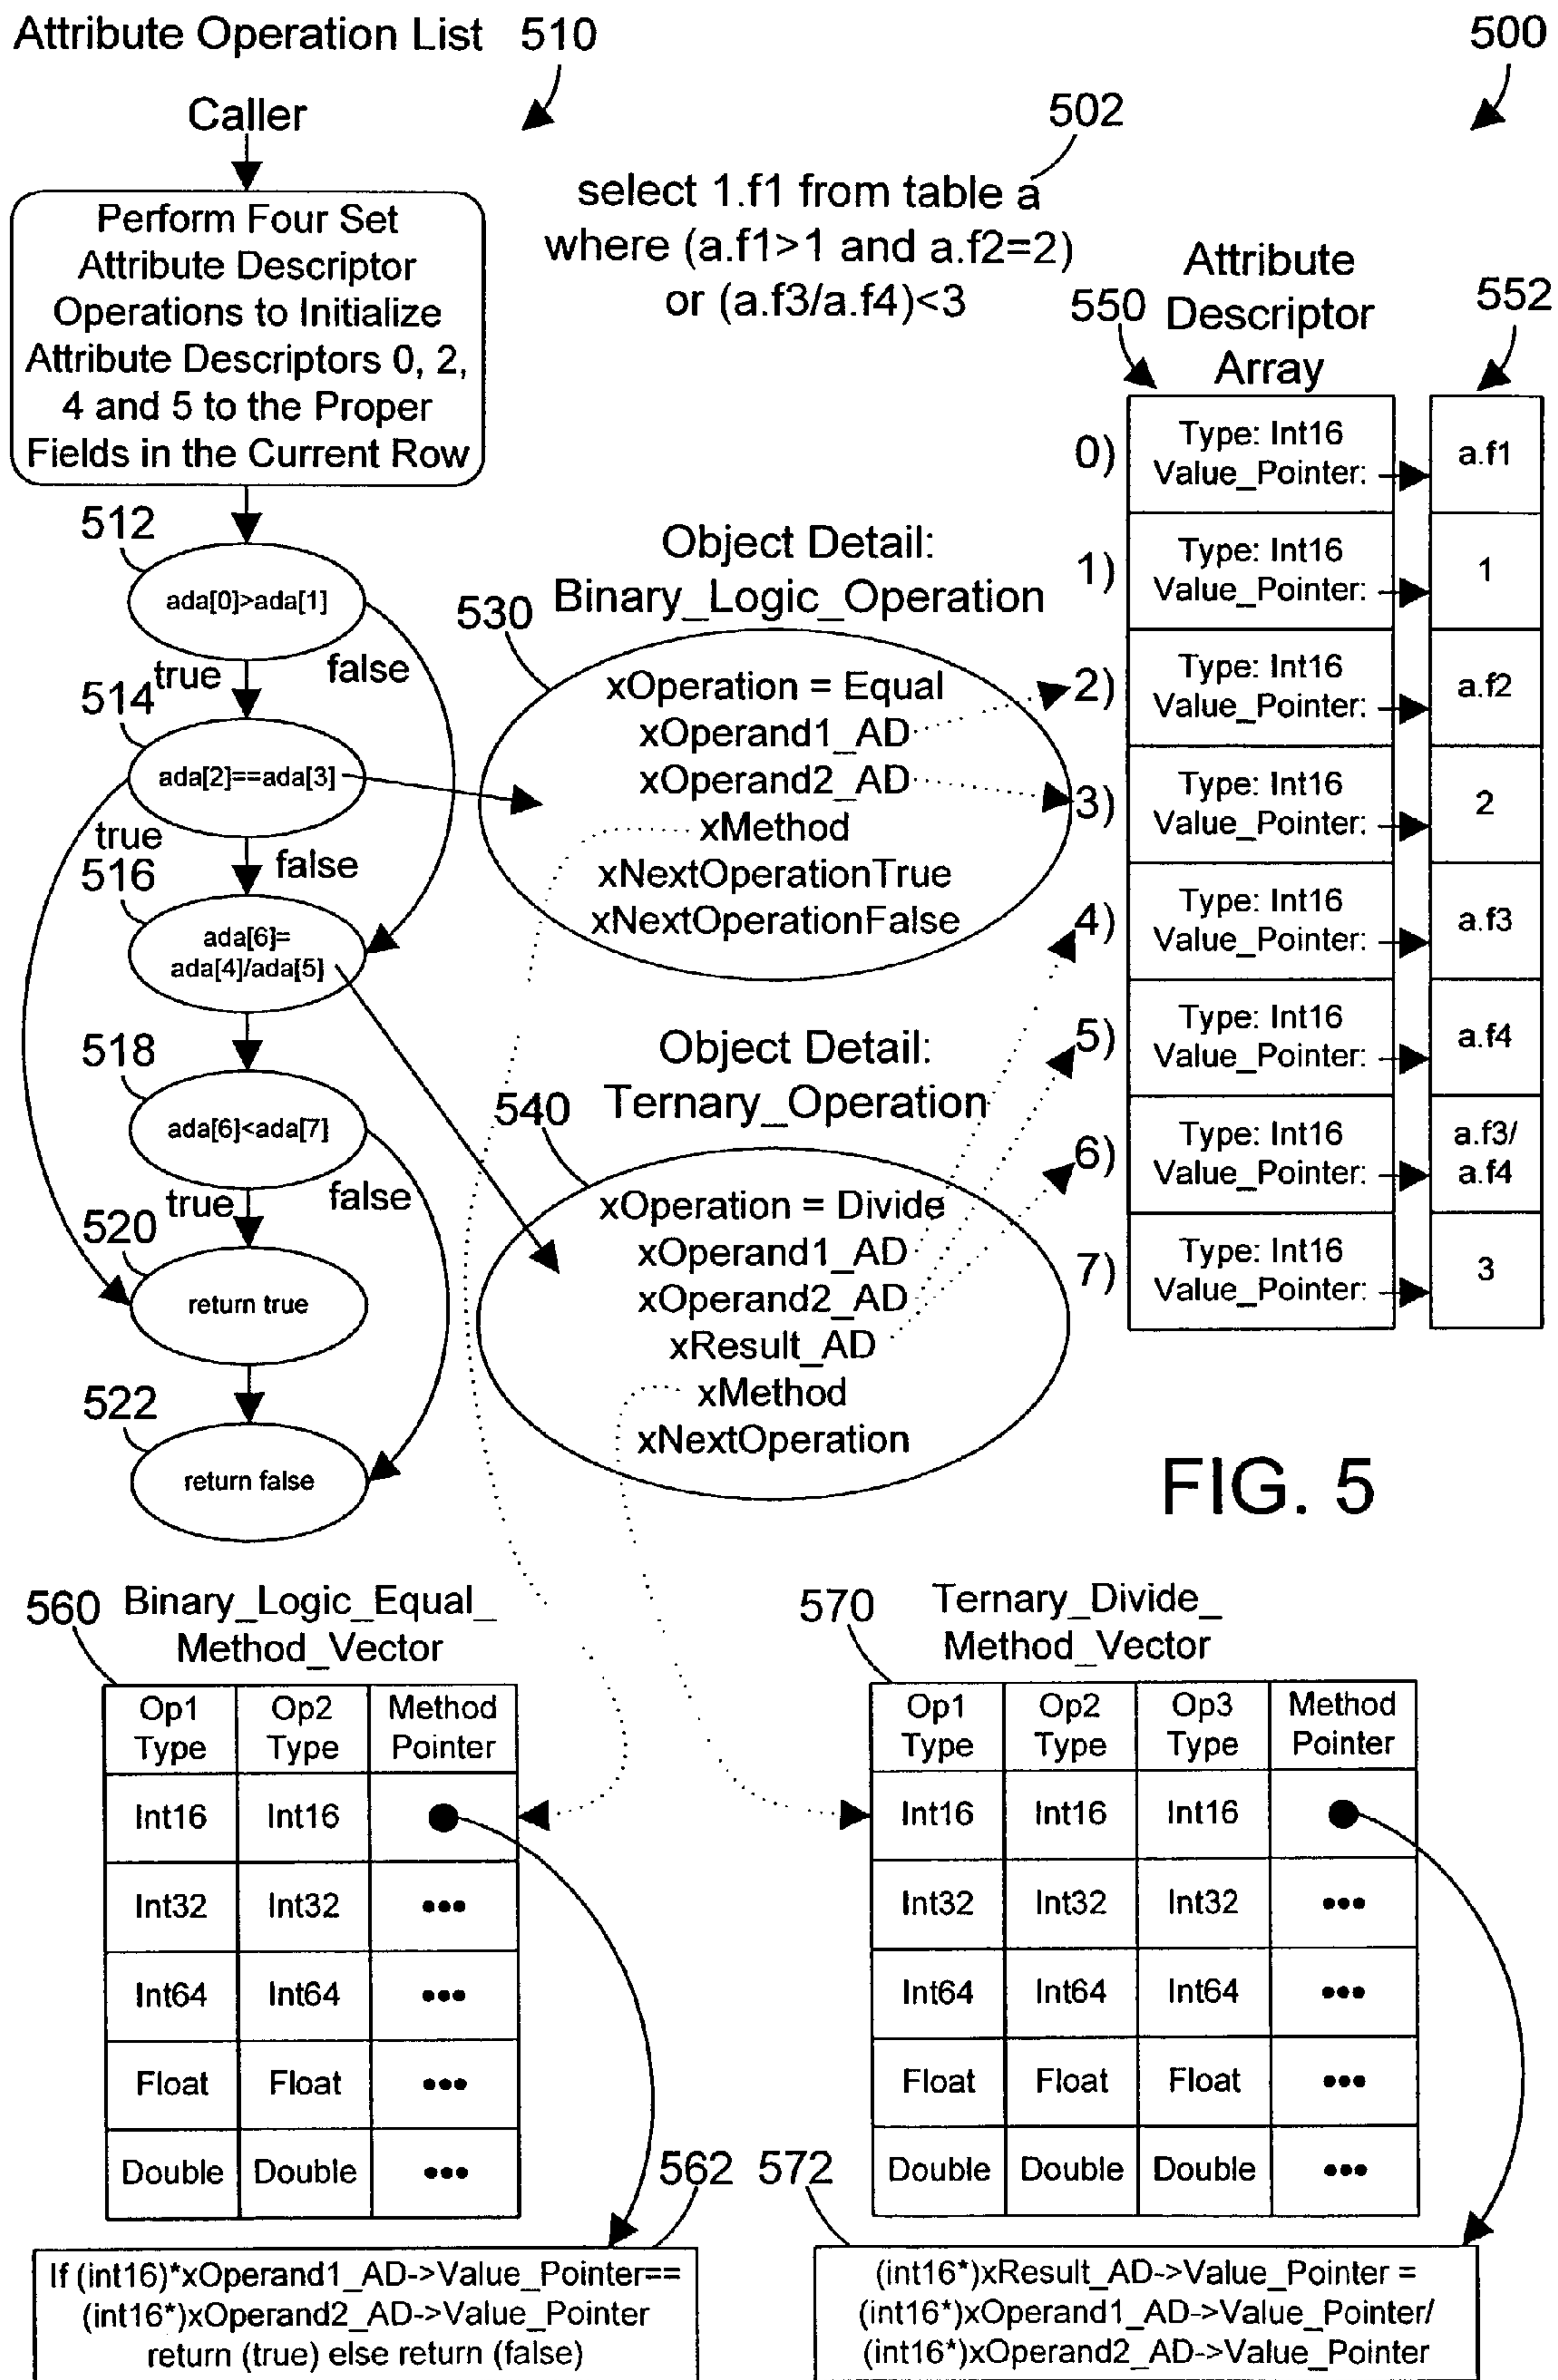 Attribute Operation List 510
500
Caller
502
Perform Four Set
Attribute Descriptor
Operations to Initialize
Attribute Descriptors 0, 2,
4 and 5 to the Proper
Fields in the Current Row
select 1.f1 from table a
where (a.f1>1 and a.f2=2)
or (a.f3/a.f4)<3
512
ada[0]>ada[1]
true
false
514
ada[2]==ada[3]
true
false
516
ada[6]=
ada[4]/ada[5]
518
ada[6]<ada[7]
true
false
520
return true
522
return false
Object Detail:
Binary_Logic_Operation
530
xOperation = Equal
xOperand1_AD
xOperand2_AD
xMethod
xNextOperationTrue
xNextOperationFalse
Object Detail:
Ternary_Operation
540
xOperation = Divide
xOperand1_AD
xOperand2_AD
xResult_AD
xMethod
xNextOperation
Attribute
Descriptor
Array
550
552
0)
Type: Int16
Value_Pointer:
a.f1
1)
Type: Int16
Value_Pointer:
1
2)
Type: Int16
Value_Pointer:
a.f2
3)
Type: Int16
Value_Pointer:
2
4)
Type: Int16
Value_Pointer:
a.f3
5)
Type: Int16
Value_Pointer:
a.f4
6)
Type: Int16
Value_Pointer:
a.f3/
a.f4
7)
Type: Int16
Value_Pointer:
3
FIG. 5
560
Binary_Logic_Equal_
Method_Vector
Op1 Type Op2 Type Method Pointer
Int16 Int16
Int32 Int32 •••
Int64 Int64 •••
Float Float •••
Double Double •••
562
If (int16)*xOperand1_AD->Value_Pointer==
(int16*)xOperand2_AD->Value_Pointer
return (true) else return (false)
570
Ternary_Divide_
Method_Vector
Op1 Type Op2 Type Op3 Type Method Pointer
Int16 Int16 Int16
Int32 Int32 Int32 •••
Int64 Int64 Int64 •••
Float Float Float •••
Double Double Double •••
572
(int16*)xResult_AD->Value_Pointer =
(int16*)xOperand1_AD->Value_Pointer/
(int16*)xOperand2_AD->Value_Pointer